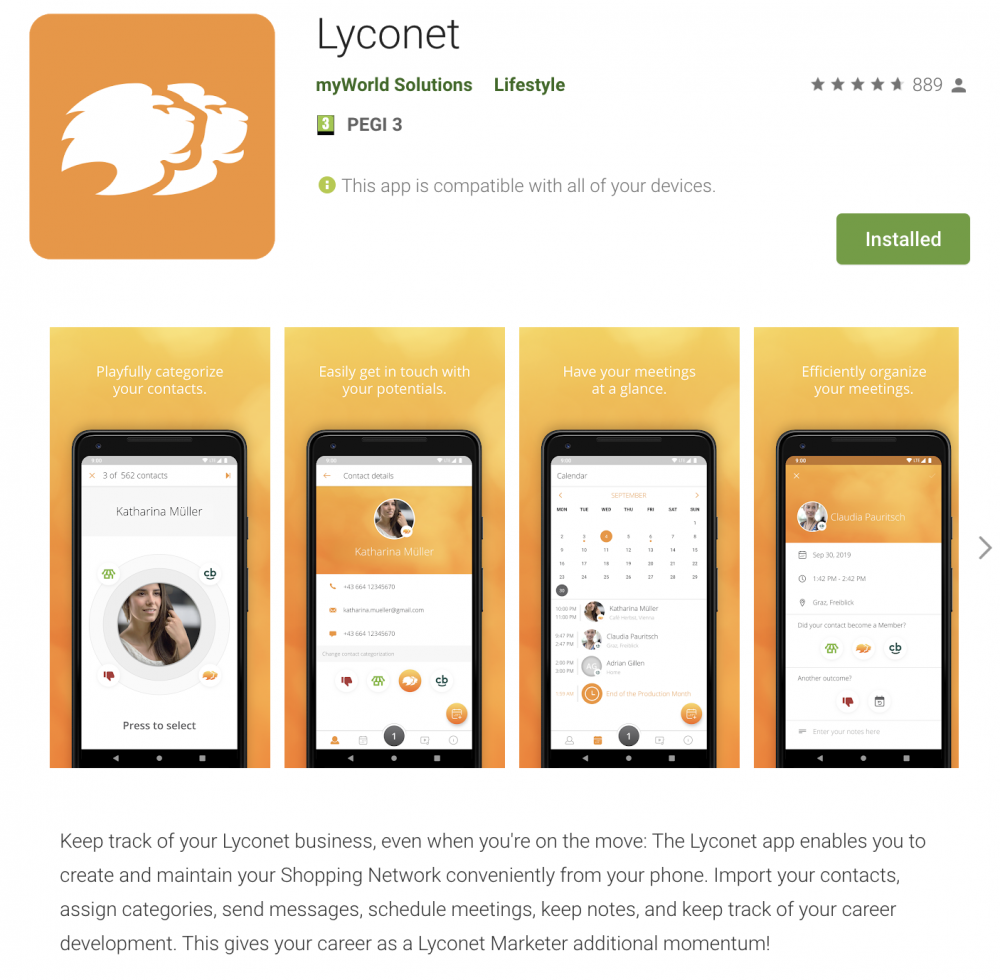 Lyconet
myWorld Solutions Lifestyle
889
3 PEGI 3
This app is compatible with all of your devices.
Installed
Playfully categorize
your contacts.
3 of 562 contacts
Katharina Müller
cb
Press to select
Easily get in touch with
your potentials.
Contact details
Katharina Müller
+43 664 12345670
katharina.mueller@gmail.com
+43 664 12345670
Change contact categorization
cb
1
Have your meetings
at a glance.
Calendar
SEPTEMBER
MON TUE WED THU FRI SAT SUN
1
2 3 4 5 6 7 8
9 10 11 12 13 14 15
16 17 18 19 20 21 22
23 24 25 26 27 28 29
30
10:00 PM
11:00 PM
Katharina Müller
Claudia Pauritsch
Graz, Freiblick
2:00 PM
3:00 PM
AG
Adrian Gillen
Home
End of the Production Month
1
Efficiently organize
your meetings.
9:00
Claudia Pauritsch
Sep 30, 2019
1:42 PM - 2:42 PM
Graz, Freiblick
Did your contact become a Member?
cb
Another outcome?
Enter your notes here
Keep track of your Lyconet business, even when you're on the move: The Lyconet app enables you to
create and maintain your Shopping Network conveniently from your phone. Import your contacts,
assign categories, send messages, schedule meetings, keep notes, and keep track of your career
development. This gives your career as a Lyconet Marketer additional momentum!